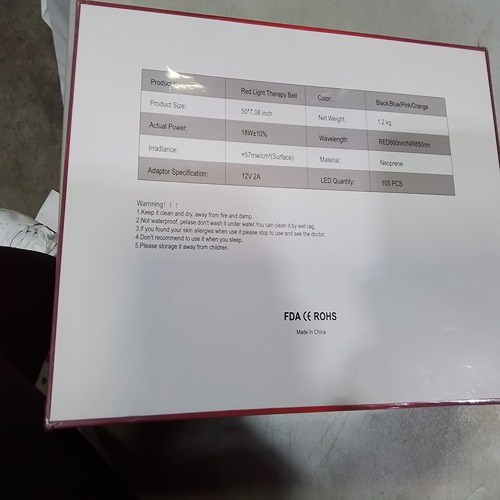 Product Red Light Therapy Belt Color: Black/Blue/Pink/Orange
Product Size: 50*7.08 inch Net Weight: 1.2 kg
Actual Power: 18W±10% Wavelength: RED660nm/NIR850nm
Irradiance: ≈57mw/cm²(Surface) Material: Neoprene
Adaptor Specification: 12V 2A LED Quantity: 105 PCS
Warnning! ! !
1.Keep it clean and dry, away from fire and damp.
2.Not waterproof, pelase don't wash it under water.You can clean it by wet rag.
3.If you found your skin allergies when use it please stop to use and see the doctor.
4.Don't recommend to use it when you sleep.
5.Please storage it away from children.
FDA CE ROHS
Made In China